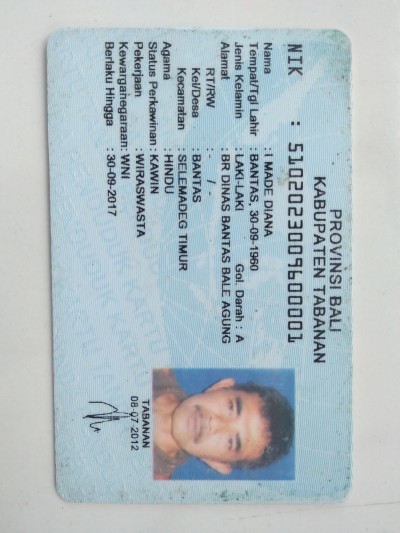 PROVINSI BALI
KABUPATEN TABANAN
NIK : 5102023009600001
Nama : I MADE DIANA
Tempat/Tgl Lahir : BANTAS, 30-09-1960
Jenis Kelamin : LAKI-LAKI Gol. Darah : A
Alamat : BR DINAS BANTAS BALE AGUNG
RT/RW : - / -
Kel/Desa : BANTAS
Kecamatan : SELEMADEG TIMUR
Agama : HINDU
Status Perkawinan : KAWIN
Pekerjaan : WIRASWASTA
Kewarganegaraan: WNI
Berlaku Hingga : 30-09-2017
TABANAN
08-07-2012